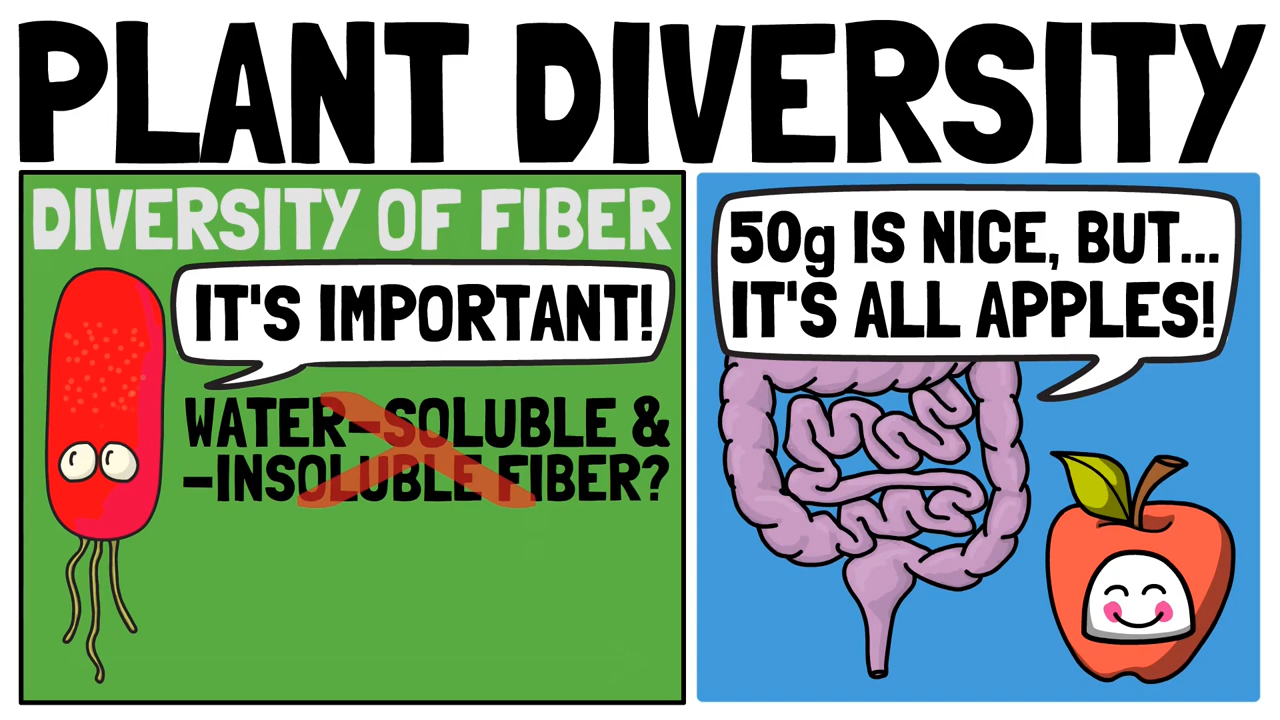 PLANT DIVERSITY
DIVERSITY OF FIBER
IT'S IMPORTANT!
WATER-SOLUBLE &
-INSOLUBLE FIBER?
50g IS NICE, BUT...
IT'S ALL APPLES!